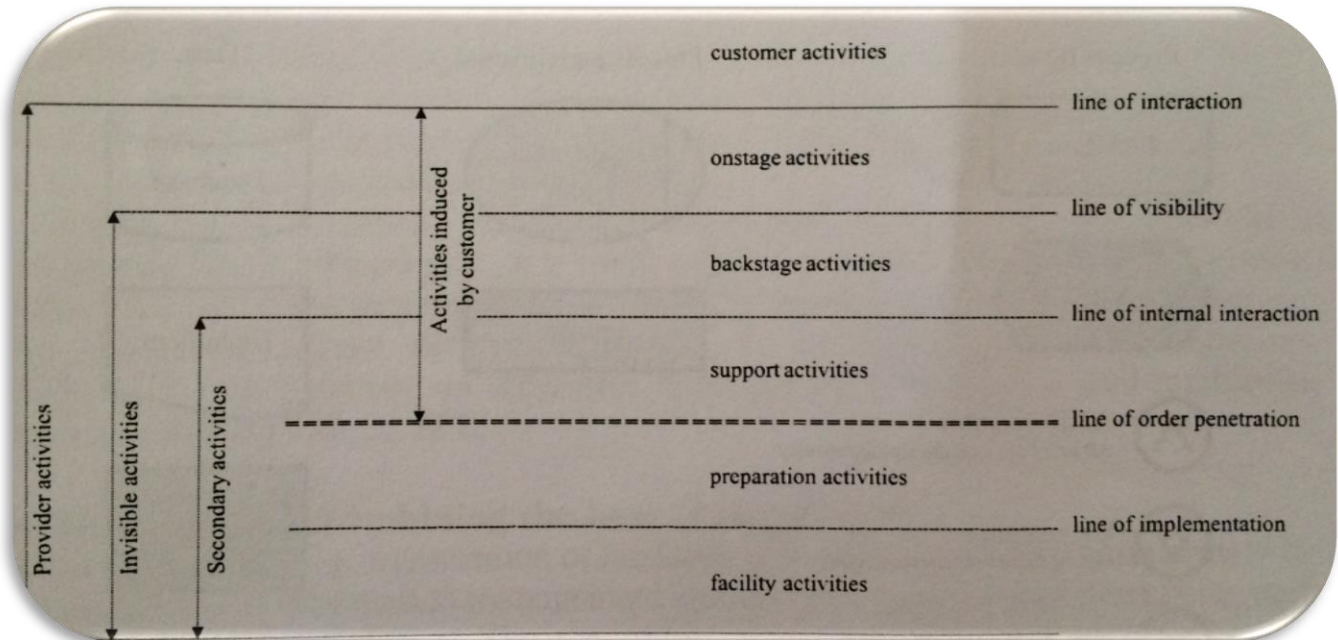 customer activities
line of interaction
onstage activities
line of visibility
backstage activities
line of internal interaction
support activities
line of order penetration
preparation activities
line of implementation
facility activities
Provider activities
Invisible activities
Secondary activities
Activities induced
by customer